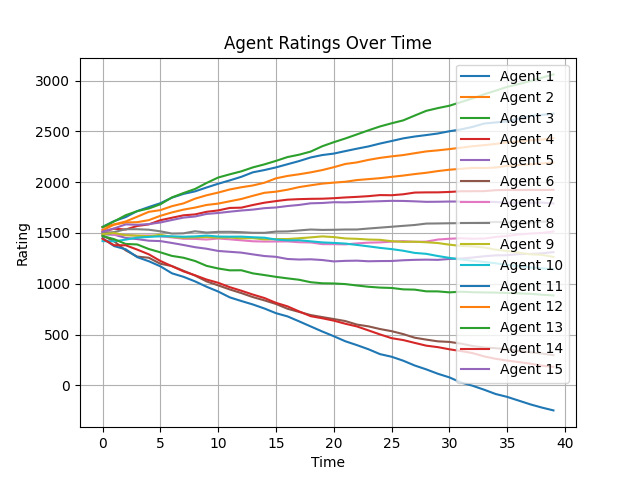 Agent Ratings Over Time
3000
2500
2000
1500
1000
500
0
Rating
0 5 10 15 20 25 30 35 40
Time
Agent 1
Agent 2
Agent 3
Agent 4
Agent 5
Agent 6
Agent 7
Agent 8
Agent 9
Agent 10
Agent 11
Agent 12
Agent 13
Agent 14
Agent 15